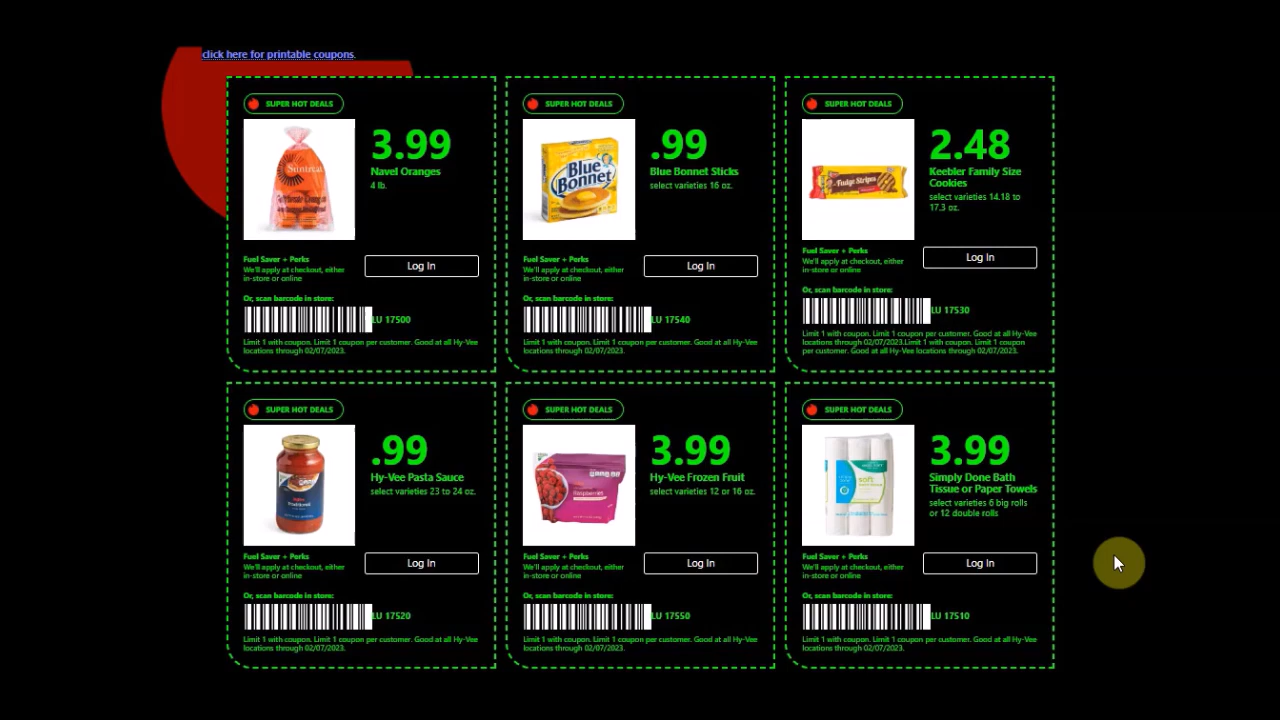 click here for printable coupons.
SUPER HOT DEALS
3.99
Navel Oranges
4 lb.
Fuel Saver + Perks
We'll apply at checkout, either
in-store or online
Log In
Or, scan barcode in store:
LU 17500
Limit 1 with coupon. Limit 1 coupon per customer. Good at all Hy-Vee
locations through 02/07/2023.
SUPER HOT DEALS
Blue
Bonnet
.99
Blue Bonnet Sticks
select varieties 16 oz.
Fuel Saver + Perks
We'll apply at checkout, either
in-store or online
Log In
Or, scan barcode in store:
LU 17540
Limit 1 with coupon. Limit 1 coupon per customer. Good at all Hy-Vee
locations through 02/07/2023.
SUPER HOT DEALS
Fudge Stripes
2.48
Keebler Family Size
Cookies
select varieties 14.18 to
17.3 oz.
Fuel Saver + Perks
We'll apply at checkout, either
in-store or online
Log In
Or, scan barcode in store:
LU 17530
Limit 1 with coupon. Limit 1 coupon per customer. Good at all Hy-Vee
locations through 02/07/2023.Limit 1 with coupon. Limit 1 coupon
per customer. Good at all Hy-Vee locations through 02/07/2023.
SUPER HOT DEALS
.99
Hy-Vee Pasta Sauce
select varieties 23 to 24 oz.
Fuel Saver + Perks
We'll apply at checkout, either
in-store or online
Log In
Or, scan barcode in store:
LU 17520
Limit 1 with coupon. Limit 1 coupon per customer. Good at all Hy-Vee
locations through 02/07/2023.
SUPER HOT DEALS
Raspberries
3.99
Hy-Vee Frozen Fruit
select varieties 12 or 16 oz.
Fuel Saver + Perks
We'll apply at checkout, either
in-store or online
Log In
Or, scan barcode in store:
LU 17550
Limit 1 with coupon. Limit 1 coupon per customer. Good at all Hy-Vee
locations through 02/07/2023.
SUPER HOT DEALS
soft
3.99
Simply Done Bath
Tissue or Paper Towels
select varieties 6 big rolls
or 12 double rolls
Fuel Saver + Perks
We'll apply at checkout, either
in-store or online
Log In
Or, scan barcode in store:
LU 17510
Limit 1 with coupon. Limit 1 coupon per customer. Good at all Hy-Vee
locations through 02/07/2023.